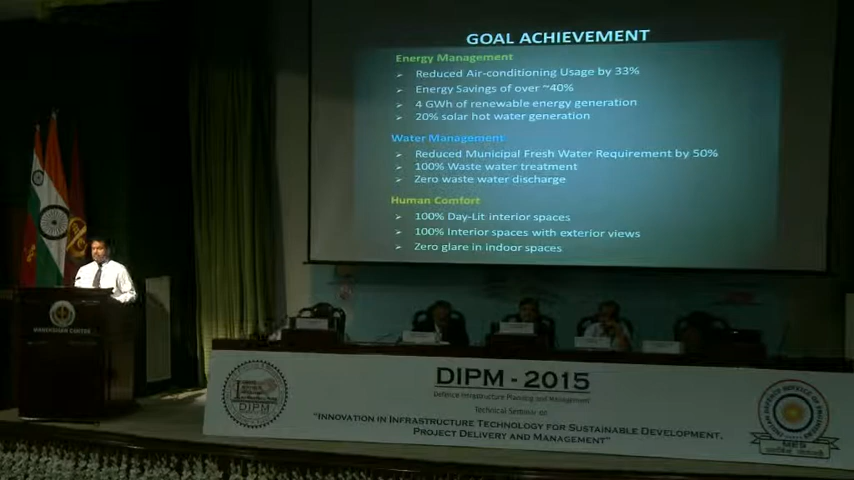 GOAL ACHIEVEMENT
Energy Management
➢ Reduced Air-conditioning Usage by 33%
➢ Energy Savings of over ~40%
➢ 4 GWh of renewable energy generation
➢ 20% solar hot water generation
Water Management
➢ Reduced Municipal Fresh Water Requirement by 50%
➢ 100% Waste water treatment
➢ Zero waste water discharge
Human Comfort
➢ 100% Day-Lit interior spaces
➢ 100% Interior spaces with exterior views
➢ Zero glare in indoor spaces
MANEKSHAW CENTRE
DIPM - 2015
Defence Infrastructure Planning and Management
Technical Seminar on
"Innovation in Infrastructure Technology for Sustainable Development,
Project Delivery and Management"
DIPM
MES